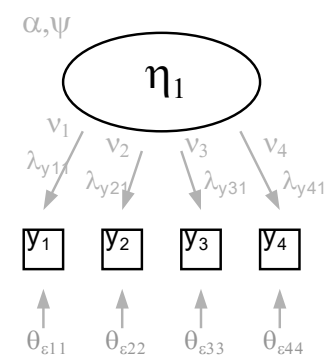 α,ψ
η₁
ν₁ ν₂ ν₃ ν₄
λy11 λy21 λy31 λy41
y₁ y₂ y₃ y₄
θε11 θε22 θε33 θε44